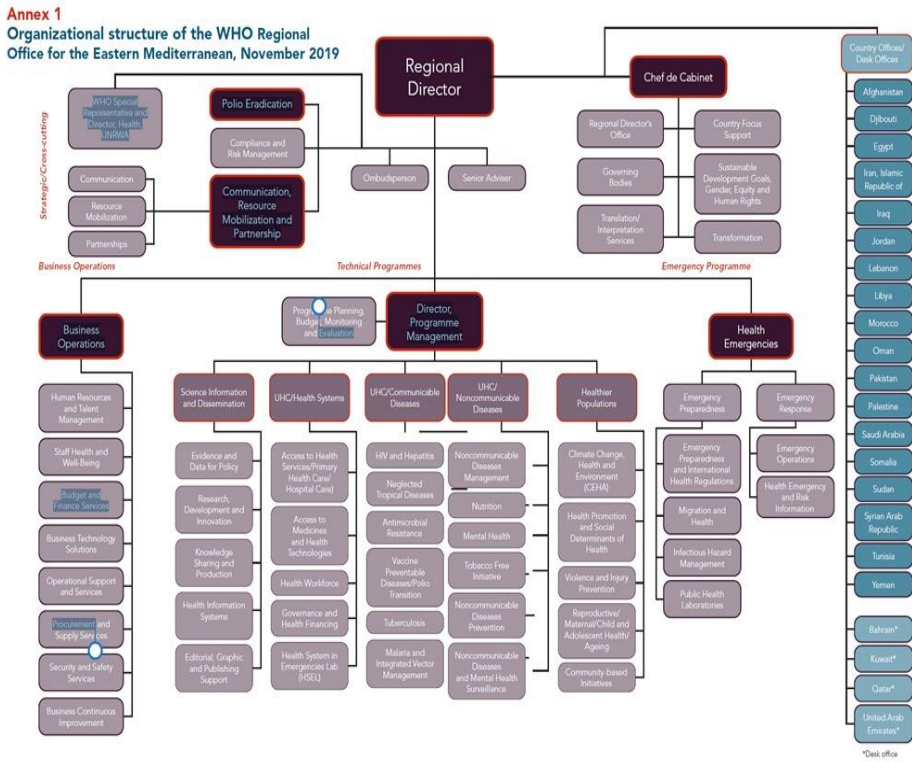 Annex 1
Organizational structure of the WHO Regional
Office for the Eastern Mediterranean, November 2019
Regional
Director
Chef de Cabinet
Country Offices/
Desk Offices
Strategic/Cross-cutting
WHO Special
Representative and
Director, Health
UNRWA
Polio Eradication
Compliance and
Risk Management
Communication,
Resource
Mobilization and
Partnership
Communication
Resource
Mobilization
Partnerships
Ombudsperson
Senior Adviser
Regional Director's
Office
Country Focus
Support
Governing
Bodies
Sustainable
Development Goals,
Gender, Equity and
Human Rights
Translation/
Interpretation
Services
Transformation
Business Operations
Technical Programmes
Emergency Programme
Business
Operations
Programme Planning,
Budget, Monitoring
and Evaluation
Director,
Programme
Management
Health
Emergencies
Human Resources
and Talent
Management
Staff Health and
Well-Being
Budget and
Finance Services
Business Technology
Solutions
Operational Support
and Services
Procurement and
Supply Services
Security and Safety
Services
Business Continuous
Improvement
Science Information
and Dissemination
Evidence and
Data for Policy
Research,
Development and
Innovation
Knowledge
Sharing and
Production
Health Information
Systems
Editorial, Graphic
and Publishing
Support
UHC/Health Systems
Access to Health
Services/Primary
Health Care/
Hospital Care)
Access to
Medicines
and Health
Technologies
Health Workforce
Governance and
Health Financing
Health System in
Emergencies Lab
(HSEL)
UHC/Communicable
Diseases
HIV and Hepatitis
Neglected
Tropical Diseases
Antimicrobial
Resistance
Vaccine
Preventable
Diseases/Polio
Transition
Tuberculosis
Malaria and
Integrated Vector
Management
UHC/
Noncommunicable
Diseases
Noncommunicable
Diseases
Management
Nutrition
Mental Health
Tobacco Free
Initiative
Noncommunicable
Diseases
Prevention
Noncommunicable
Diseases
and Mental Health
Surveillance
Healthier
Populations
Climate Change,
Health and
Environment
(CEHA)
Health Promotion
and Social
Determinants
of Health
Violence and Injury
Prevention
Reproductive/
Maternal/Child and
Adolescent Health/
Ageing
Community-based
Initiatives
Emergency
Preparedness
Emergency
Preparedness
and International
Health Regulations
Migration and
Health
Infectious Hazard
Management
Public Health
Laboratories
Emergency
Response
Emergency
Operations
Health Emergency
and Risk
Information
Afghanistan
Djibouti
Egypt
Iran, Islamic
Republic of
Iraq
Jordan
Lebanon
Libya
Morocco
Oman
Pakistan
Palestine
Saudi Arabia
Somalia
Sudan
Syrian Arab
Republic
Tunisia
Yemen
Bahrain*
Kuwait*
Qatar*
United Arab
Emirates*
*Desk office